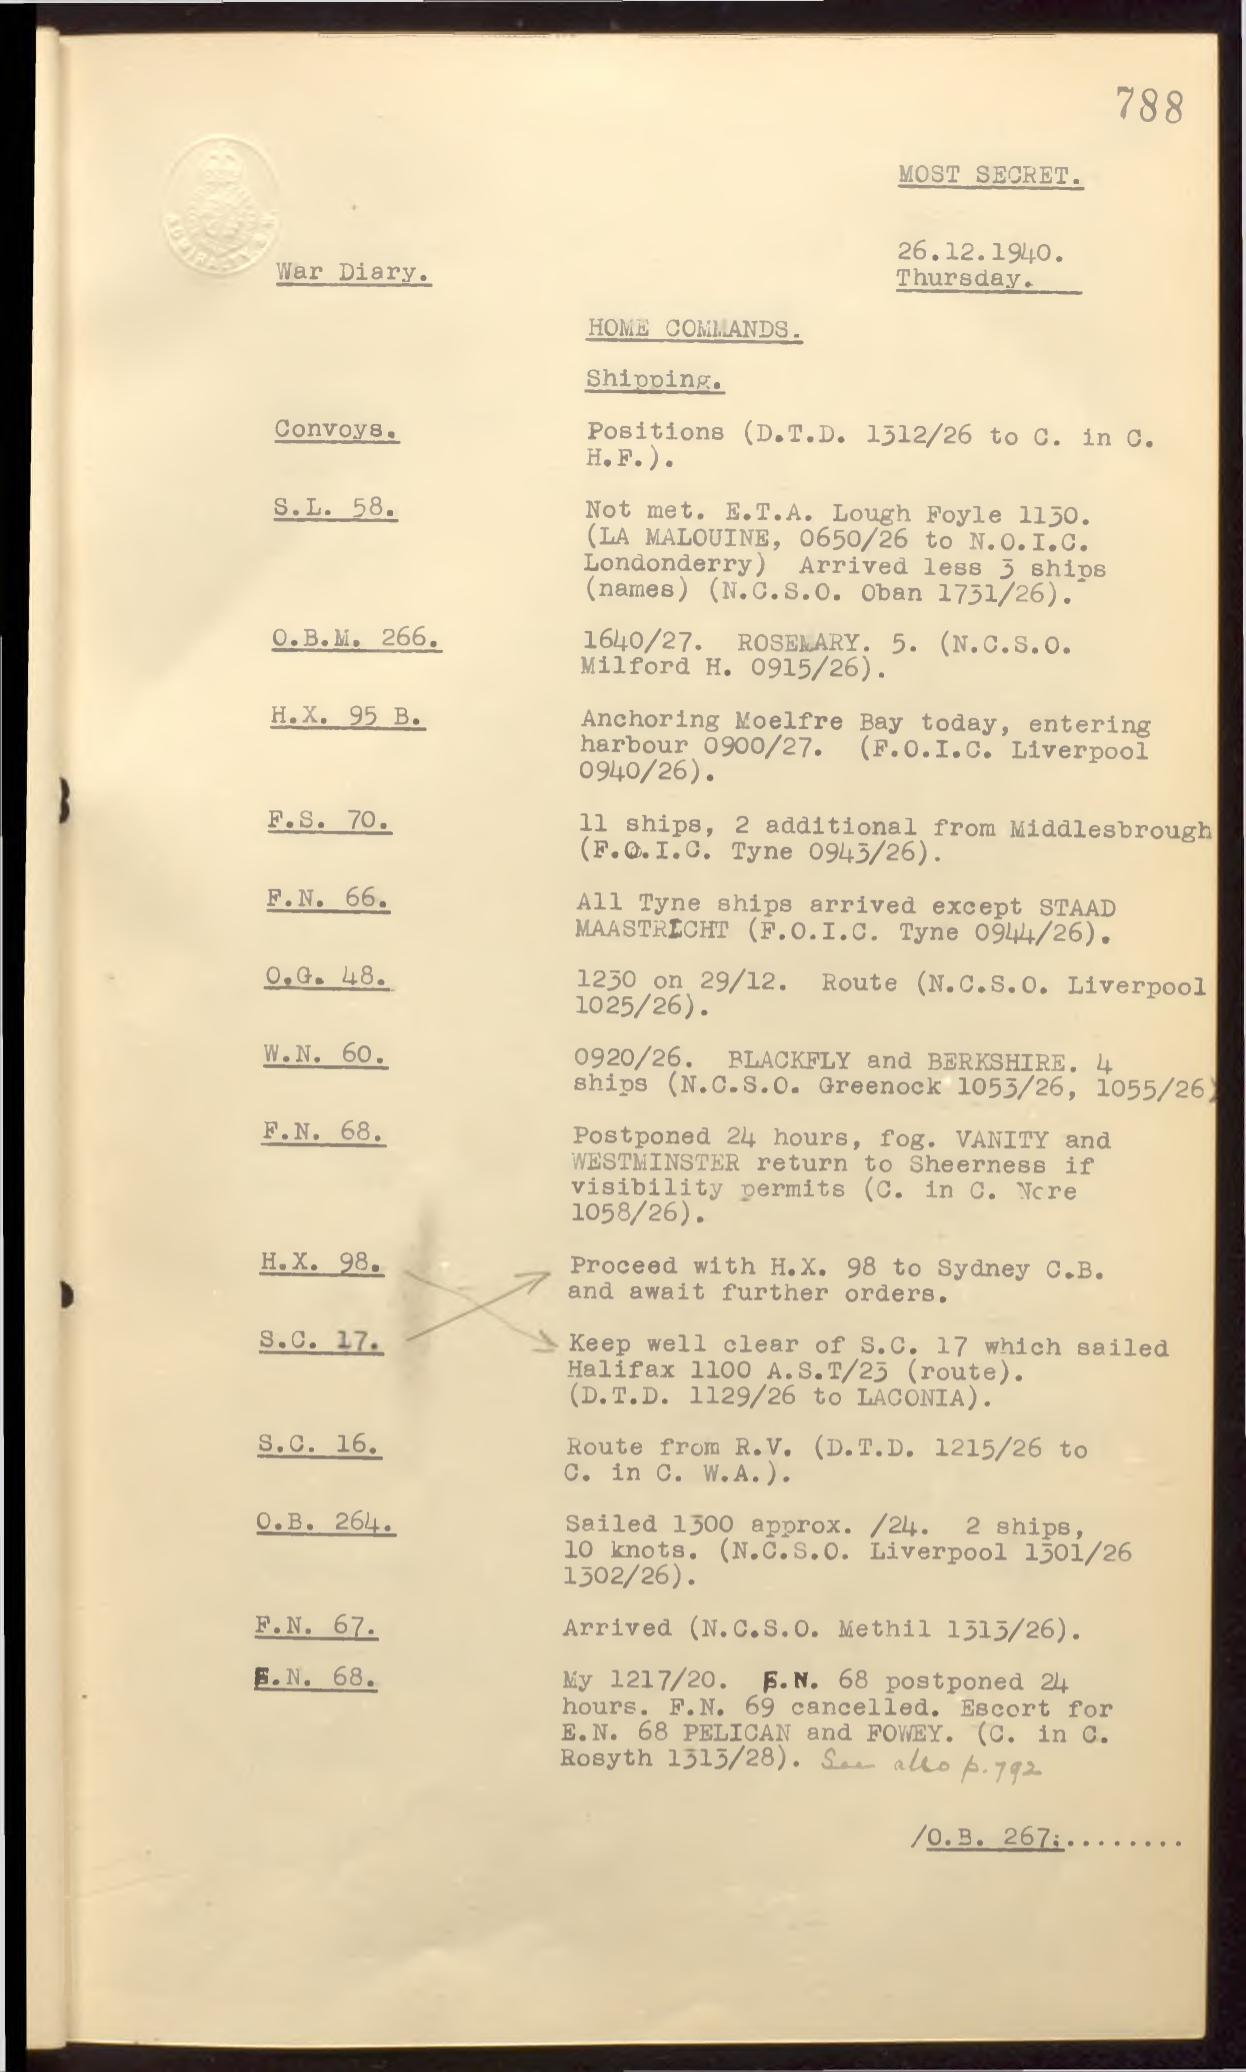 788
MOST SECRET.
26.12.1940.
Thursday.
War Diary.
HOME COMMANDS.
Shipping.
Convoys. Positions (D.T.D. 1312/26 to C. in C.
H.F.).
S.L. 58. Not met. E.T.A. Lough Foyle 1130.
(LA MALOUINE, 0650/26 to N.O.I.C.
Londonderry) Arrived less 3 ships
(names) (N.C.S.O. Oban 1731/26).
O.B.M. 266. 1640/27. ROSEMARY. 5. (N.C.S.O.
Milford H. 0915/26).
H.X. 95 B. Anchoring Moelfre Bay today, entering
harbour 0900/27. (F.O.I.C. Liverpool
0940/26).
F.S. 70. 11 ships, 2 additional from Middlesbrough
(F.O.I.C. Tyne 0943/26).
F.N. 66. All Tyne ships arrived except STAAD
MAASTRICHT (F.O.I.C. Tyne 0944/26).
O.G. 48. 1230 on 29/12. Route (N.C.S.O. Liverpool
1025/26).
W.N. 60. 0920/26. BLACKFLY and BERKSHIRE. 4
ships (N.C.S.O. Greenock 1053/26, 1055/26)
F.N. 68. Postponed 24 hours, fog. VANITY and
WESTMINSTER return to Sheerness if
visibility permits (C. in C. Nore
1058/26).
H.X. 98. Proceed with H.X. 98 to Sydney C.B.
and await further orders.
S.C. 17. Keep well clear of S.C. 17 which sailed
Halifax 1100 A.S.T/23 (route).
(D.T.D. 1129/26 to LACONIA).
S.C. 16. Route from R.V. (D.T.D. 1215/26 to
C. in C. W.A.).
O.B. 264. Sailed 1300 approx. /24. 2 ships,
10 knots. (N.C.S.O. Liverpool 1301/26
1302/26).
F.N. 67. Arrived (N.C.S.O. Methil 1313/26).
E.N. 68. My 1217/20. E.N. 68 postponed 24
hours. F.N. 69 cancelled. Escort for
E.N. 68 PELICAN and FOWEY. (C. in C.
Rosyth 1313/28). See also p. 792
/O.B. 267:........